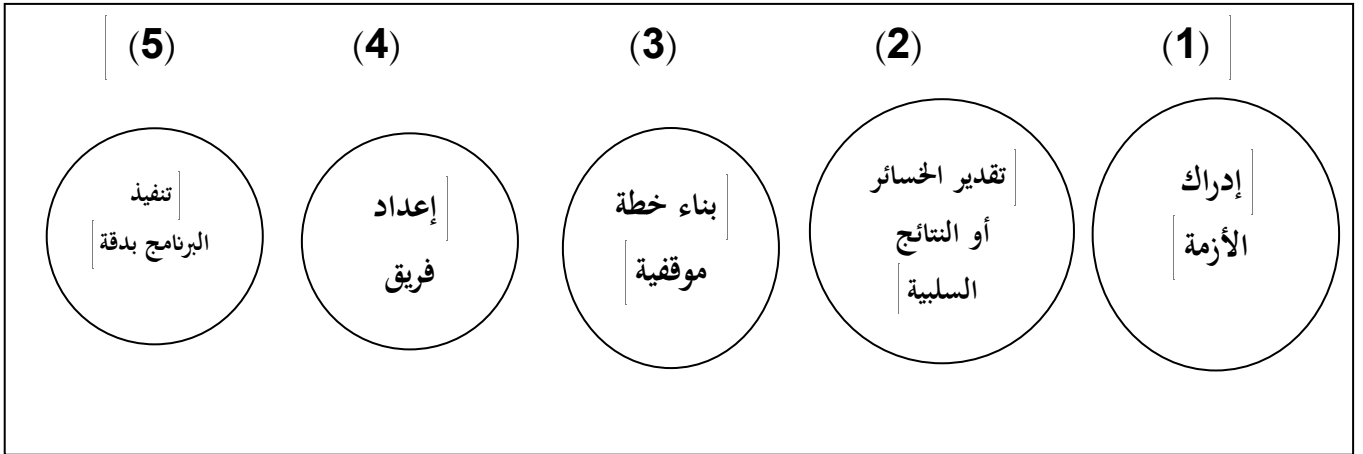 (1) (2) (3) (4) (5)
إدراك
الأزمة
تقدير الخسائر
أو النتائج
السلبية
بناء خطة
موقفية
إعداد
فريق
تنفيذ
البرنامج بدقة